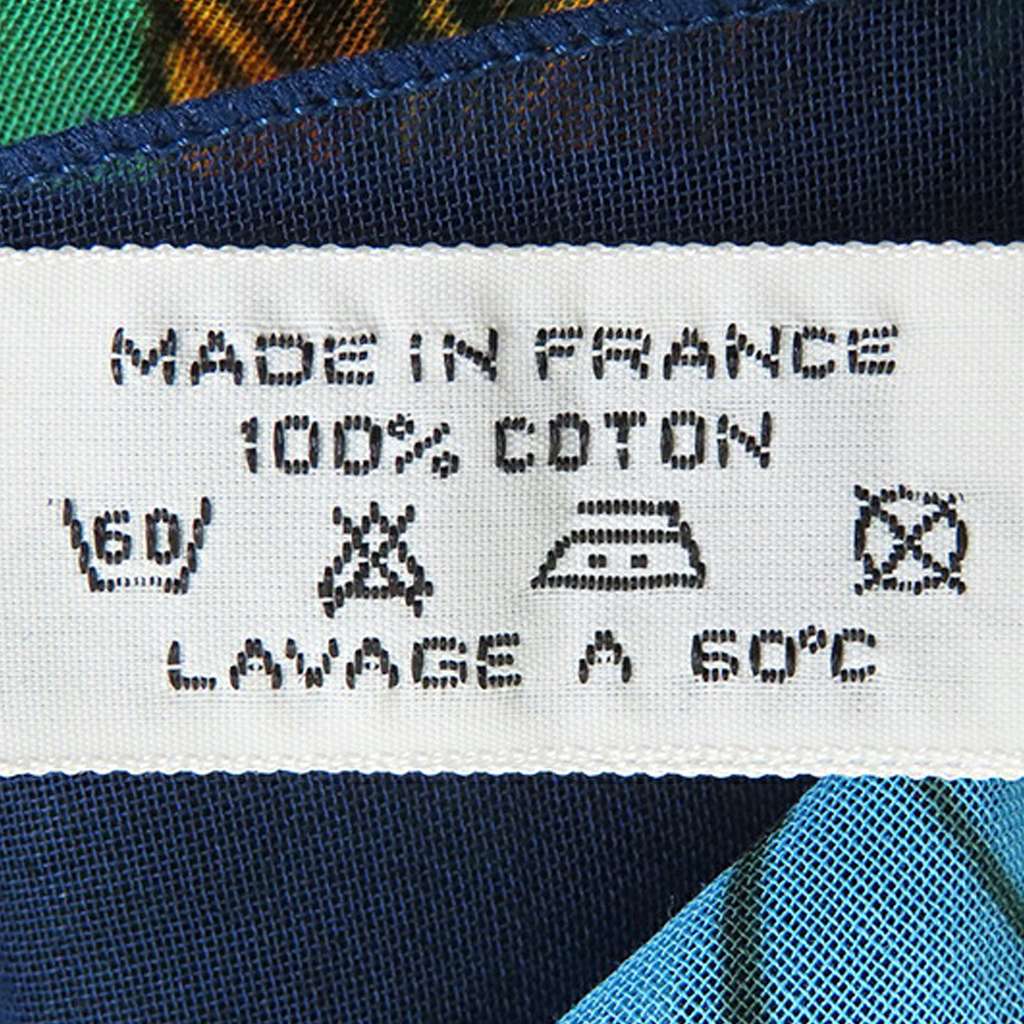 MADE IN FRANCE
100% COTON
60
LAVAGE A 60°C